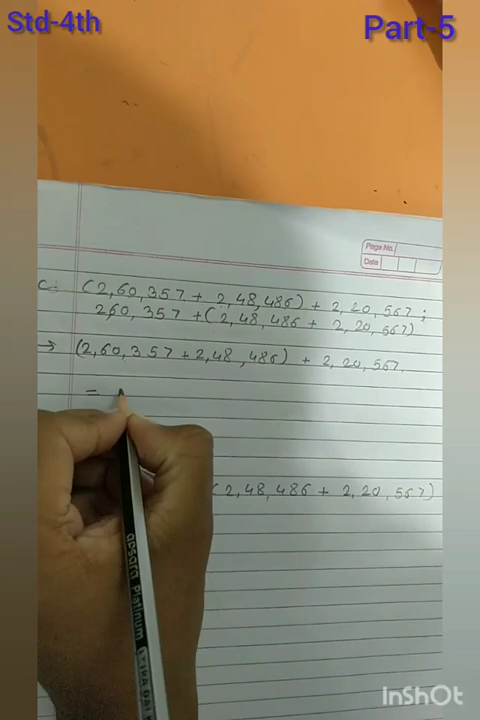 Std-4th
Part-5
Page No.
Date
C. (2,60,357 + 2,48,486) + 2,20,567;
260,357 + (2,48,486 + 2,20,567)
→ (2,60,357 + 2,48,486) + 2,20,567.
=
(2,48,486 + 2,20,567)
apsara Platinum
InShOt